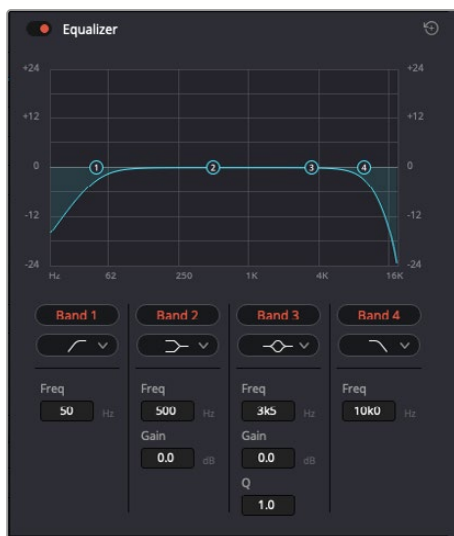 Equalizer
+24 +24
+12 +12
0 1 2 3 4 0
-12 -12
-24 -24
Hz 62 250 1K 4K 16K
Band 1 Band 2 Band 3 Band 4
Freq Freq Freq Freq
50 Hz 500 Hz 3k5 Hz 10k0 Hz
Gain Gain
0.0 dB 0.0 dB
Q
1.0